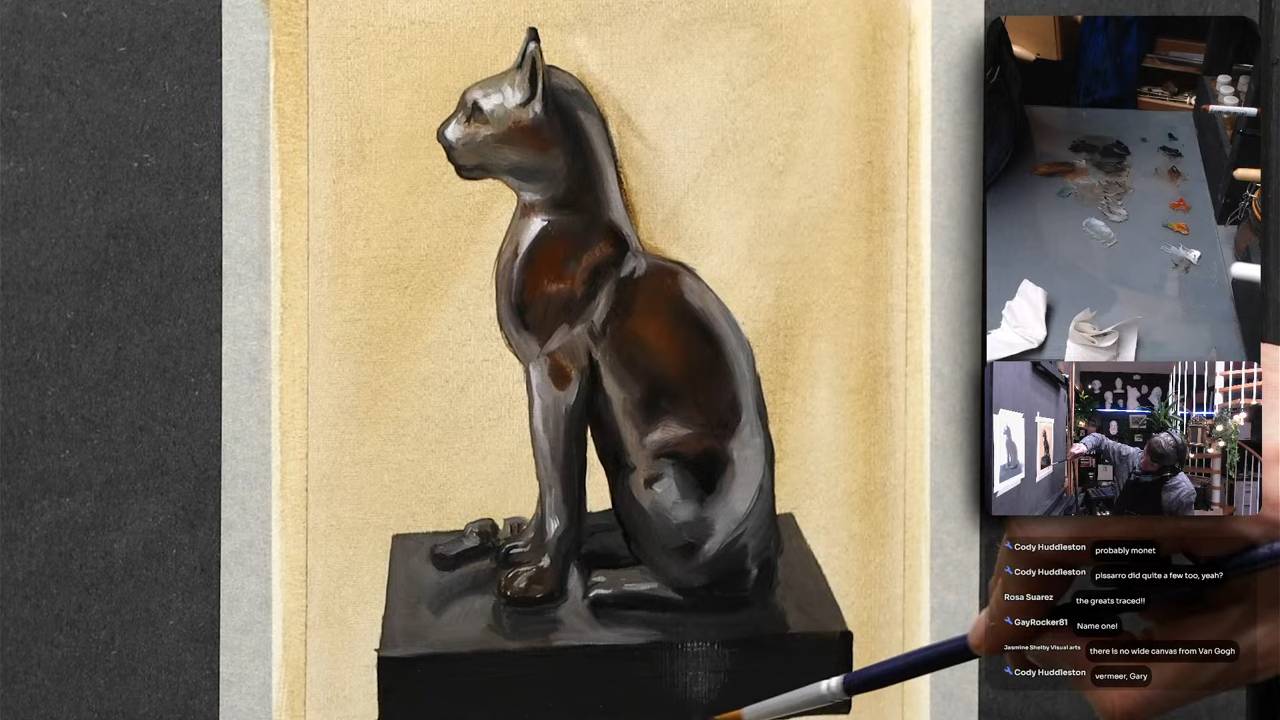 Cody Huddleston probably monet
Cody Huddleston pissarro did quite a few too, yeah?
Rosa Suarez the greats traced!!
GayRocker81 Name one!
Jasmine Shelby Visual arts there is no wide canvas from Van Gogh
Cody Huddleston vermeer, Gary